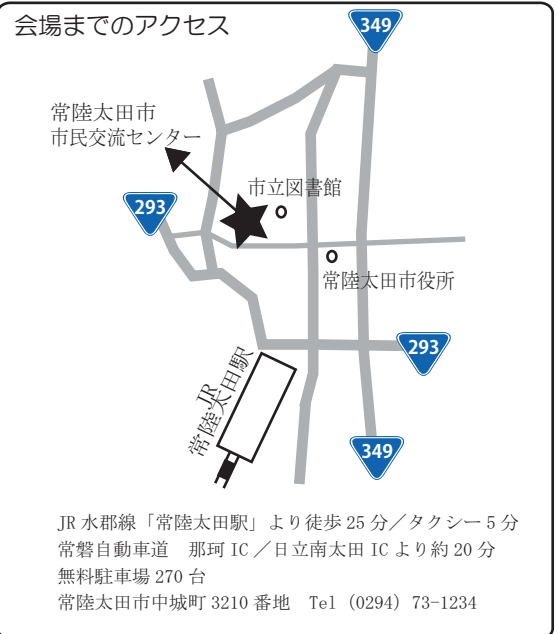 会場までのアクセス
349
常陸太田市
市民交流センター
市立図書館
293
常陸太田市役所
293
JR
常陸太田駅
349
JR 水郡線「常陸太田駅」より徒歩 25 分／タクシー 5 分
常磐自動車道　那珂 IC ／日立南太田 IC より約 20 分
無料駐車場 270 台
常陸太田市中城町 3210 番地　Tel（0294）73-1234